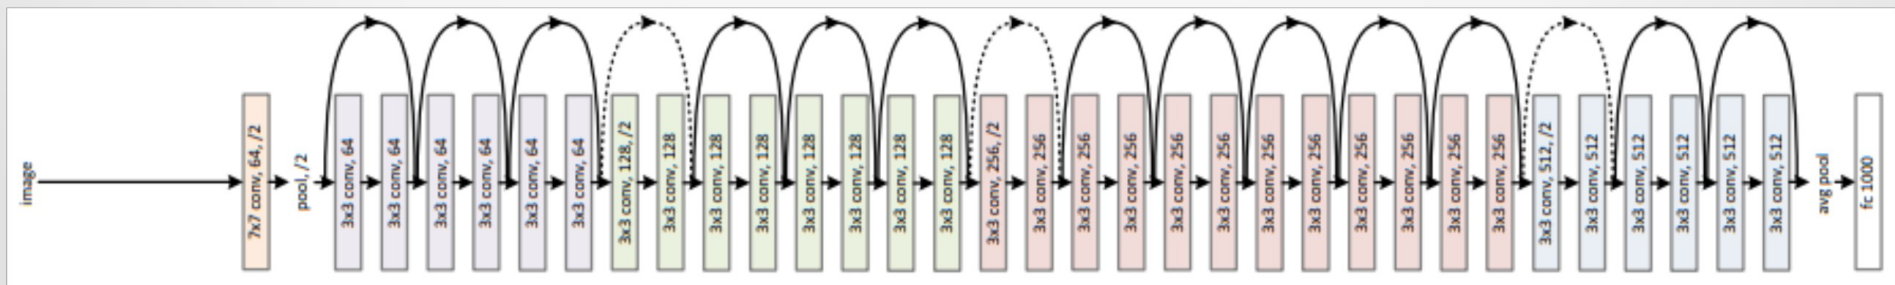 image
7x7 conv, 64, /2
pool, /2
3x3 conv, 64
3x3 conv, 64
3x3 conv, 64
3x3 conv, 64
3x3 conv, 64
3x3 conv, 64
3x3 conv, 128, /2
3x3 conv, 128
3x3 conv, 128
3x3 conv, 128
3x3 conv, 128
3x3 conv, 128
3x3 conv, 128
3x3 conv, 128
3x3 conv, 256, /2
3x3 conv, 256
3x3 conv, 256
3x3 conv, 256
3x3 conv, 256
3x3 conv, 256
3x3 conv, 256
3x3 conv, 256
3x3 conv, 256
3x3 conv, 256
3x3 conv, 256
3x3 conv, 256
3x3 conv, 512, /2
3x3 conv, 512
3x3 conv, 512
3x3 conv, 512
3x3 conv, 512
3x3 conv, 512
avg pool
fc 1000